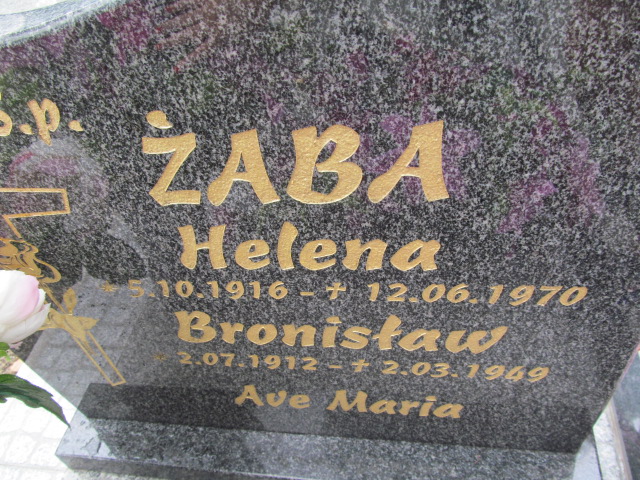 Ś.p.
ŻABA
Helena
* 5.10.1916 - † 12.06.1970
Bronisław
* 2.07.1912 - † 2.03.1949
Ave Maria